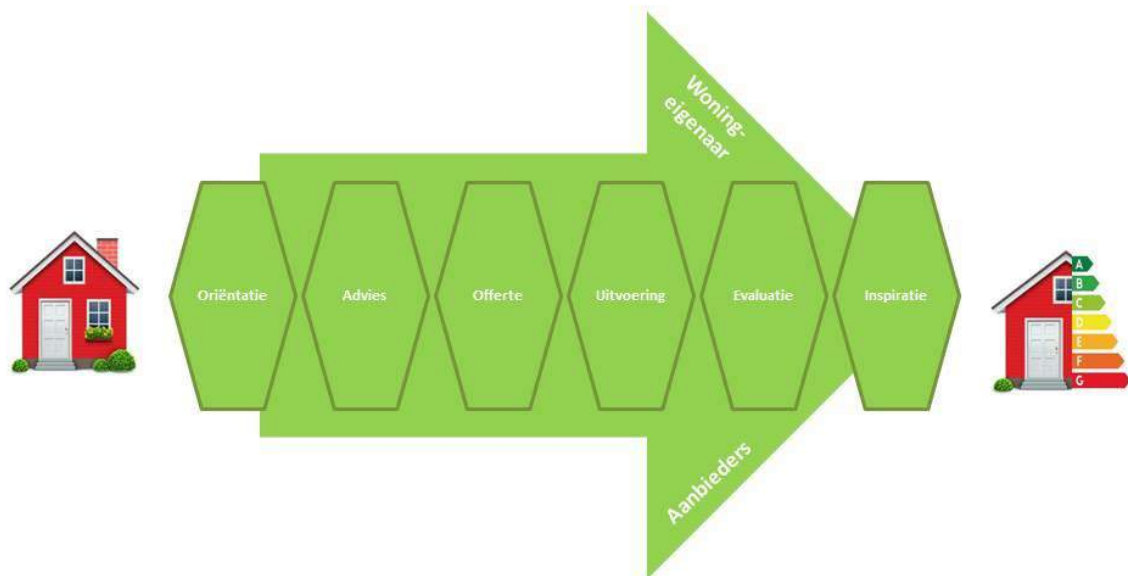 Woning-
eigenaar
Oriëntatie
Advies
Offerte
Uitvoering
Evaluatie
Inspiratie
A
B
C
D
E
F
G
Aanbieders